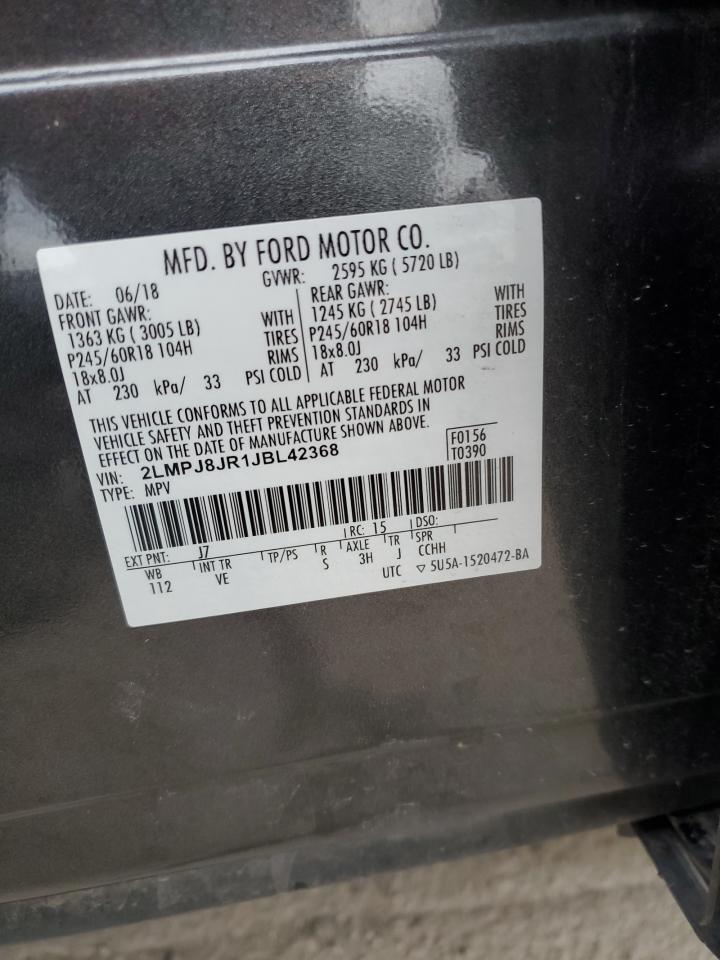 MFD. BY FORD MOTOR CO.
DATE: 06/18 GVWR: 2595 KG ( 5720 LB)
FRONT GAWR: REAR GAWR:
1363 KG ( 3005 LB) WITH 1245 KG ( 2745 LB) WITH
P245/60R18 104H TIRES P245/60R18 104H TIRES
18x8.0J RIMS 18x8.0J RIMS
AT 230 kPa/ 33 PSI COLD AT 230 kPa/ 33 PSI COLD
THIS VEHICLE CONFORMS TO ALL APPLICABLE FEDERAL MOTOR
VEHICLE SAFETY AND THEFT PREVENTION STANDARDS IN
EFFECT ON THE DATE OF MANUFACTURE SHOWN ABOVE.
VIN: 2LMPJ8JR1JBL42368 F0156
TYPE: MPV T0390
EXT PNT: J7 RC: 15 DSO:
WB INT TR TP/PS R AXLE TR SPR
112 VE S 3H J CCHH
UTC ▽ 5U5A-1520472-BA